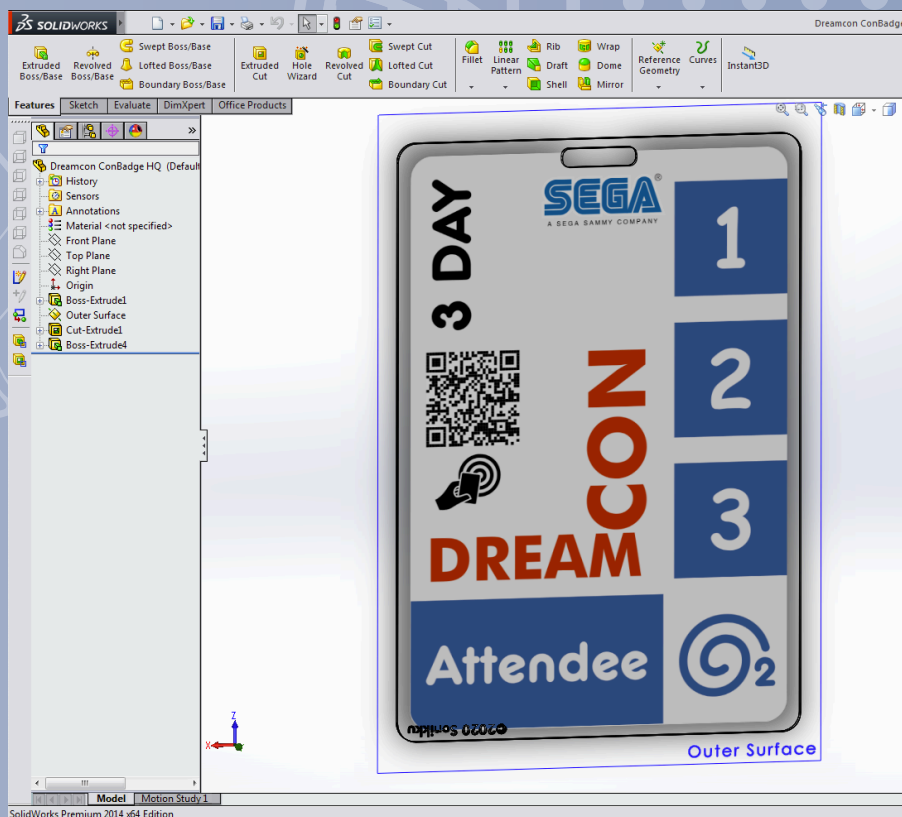 SOLIDWORKS
Dreamcon ConBadge
Extruded Boss/Base
Revolved Boss/Base
Swept Boss/Base
Lofted Boss/Base
Boundary Boss/Base
Extruded Cut
Hole Wizard
Revolved Cut
Swept Cut
Lofted Cut
Boundary Cut
Fillet
Linear Pattern
Rib
Draft
Shell
Wrap
Dome
Mirror
Reference Geometry
Curves
Instant3D
Features Sketch Evaluate DimXpert Office Products
Dreamcon ConBadge HQ (Default
History
Sensors
Annotations
Material <not specified>
Front Plane
Top Plane
Right Plane
Origin
Boss-Extrude1
Outer Surface
Cut-Extrude1
Boss-Extrude4
3 DAY
SEGA®
A SEGA SAMMY COMPANY
1
2
3
DREAM
CON
Attendee
2
Outer Surface
Z
X
Model Motion Study 1
SolidWorks Premium 2014 x64 Edition